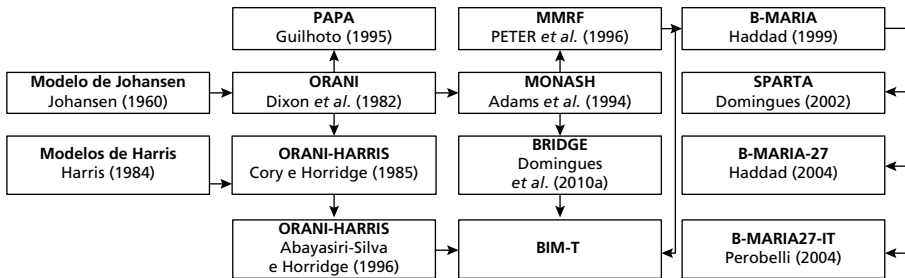 PAPA
Guilhoto (1995)
MMRF
PETER et al. (1996)
B-MARIA
Haddad (1999)
Modelo de Johansen
Johansen (1960)
ORANI
Dixon et al. (1982)
MONASH
Adams et al. (1994)
SPARTA
Domingues (2002)
Modelos de Harris
Harris (1984)
ORANI-HARRIS
Cory e Horridge (1985)
BRIDGE
Domingues
et al. (2010a)
B-MARIA-27
Haddad (2004)
ORANI-HARRIS
Abayasiri-Silva
e Horridge (1996)
BIM-T
B-MARIA27-IT
Perobelli (2004)